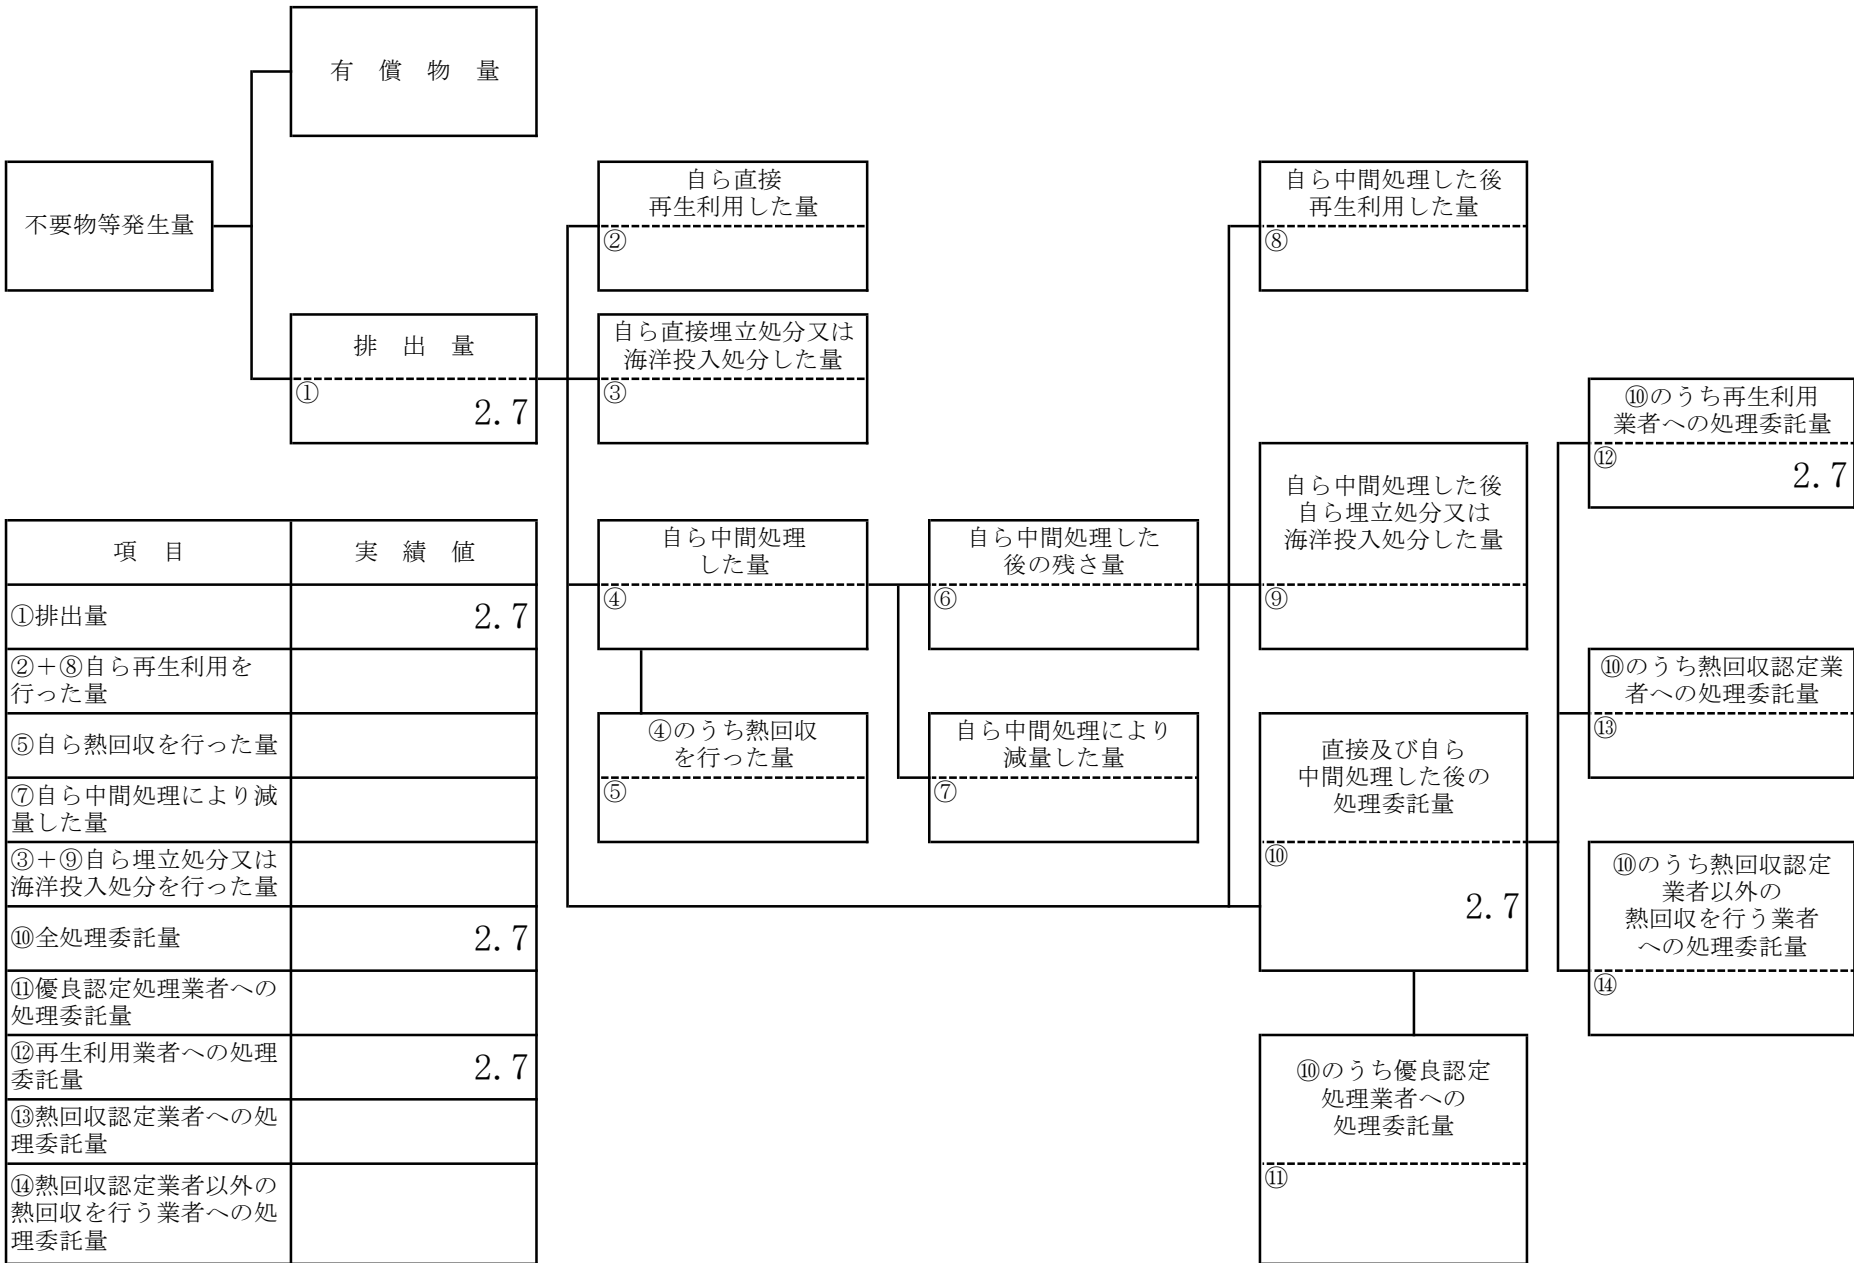 有　償　物　量
不要物等発生量
排　出　量
①
2.7
自ら直接
再生利用した量
②
自ら直接埋立処分又は
海洋投入処分した量
③
自ら中間処理
した量
④
④のうち熱回収
を行った量
⑤
自ら中間処理した
後の残さ量
⑥
自ら中間処理により
減量した量
⑦
自ら中間処理した後
再生利用した量
⑧
自ら中間処理した後
自ら埋立処分又は
海洋投入処分した量
⑨
直接及び自ら
中間処理した後の
処理委託量
⑩
2.7
⑩のうち優良認定
処理業者への
処理委託量
⑪
⑩のうち再生利用
業者への処理委託量
⑫
2.7
⑩のうち熱回収認定業
者への処理委託量
⑬
⑩のうち熱回収認定
業者以外の
熱回収を行う業者
への処理委託量
⑭
項　目　実　績　値
①排出量　2.7
②＋⑧自ら再生利用を
行った量
⑤自ら熱回収を行った量
⑦自ら中間処理により減
量した量
③＋⑨自ら埋立処分又は
海洋投入処分を行った量
⑩全処理委託量　2.7
⑪優良認定処理業者への
処理委託量
⑫再生利用業者への処理
委託量　2.7
⑬熱回収認定業者への処
理委託量
⑭熱回収認定業者以外の
熱回収を行う業者への処
理委託量